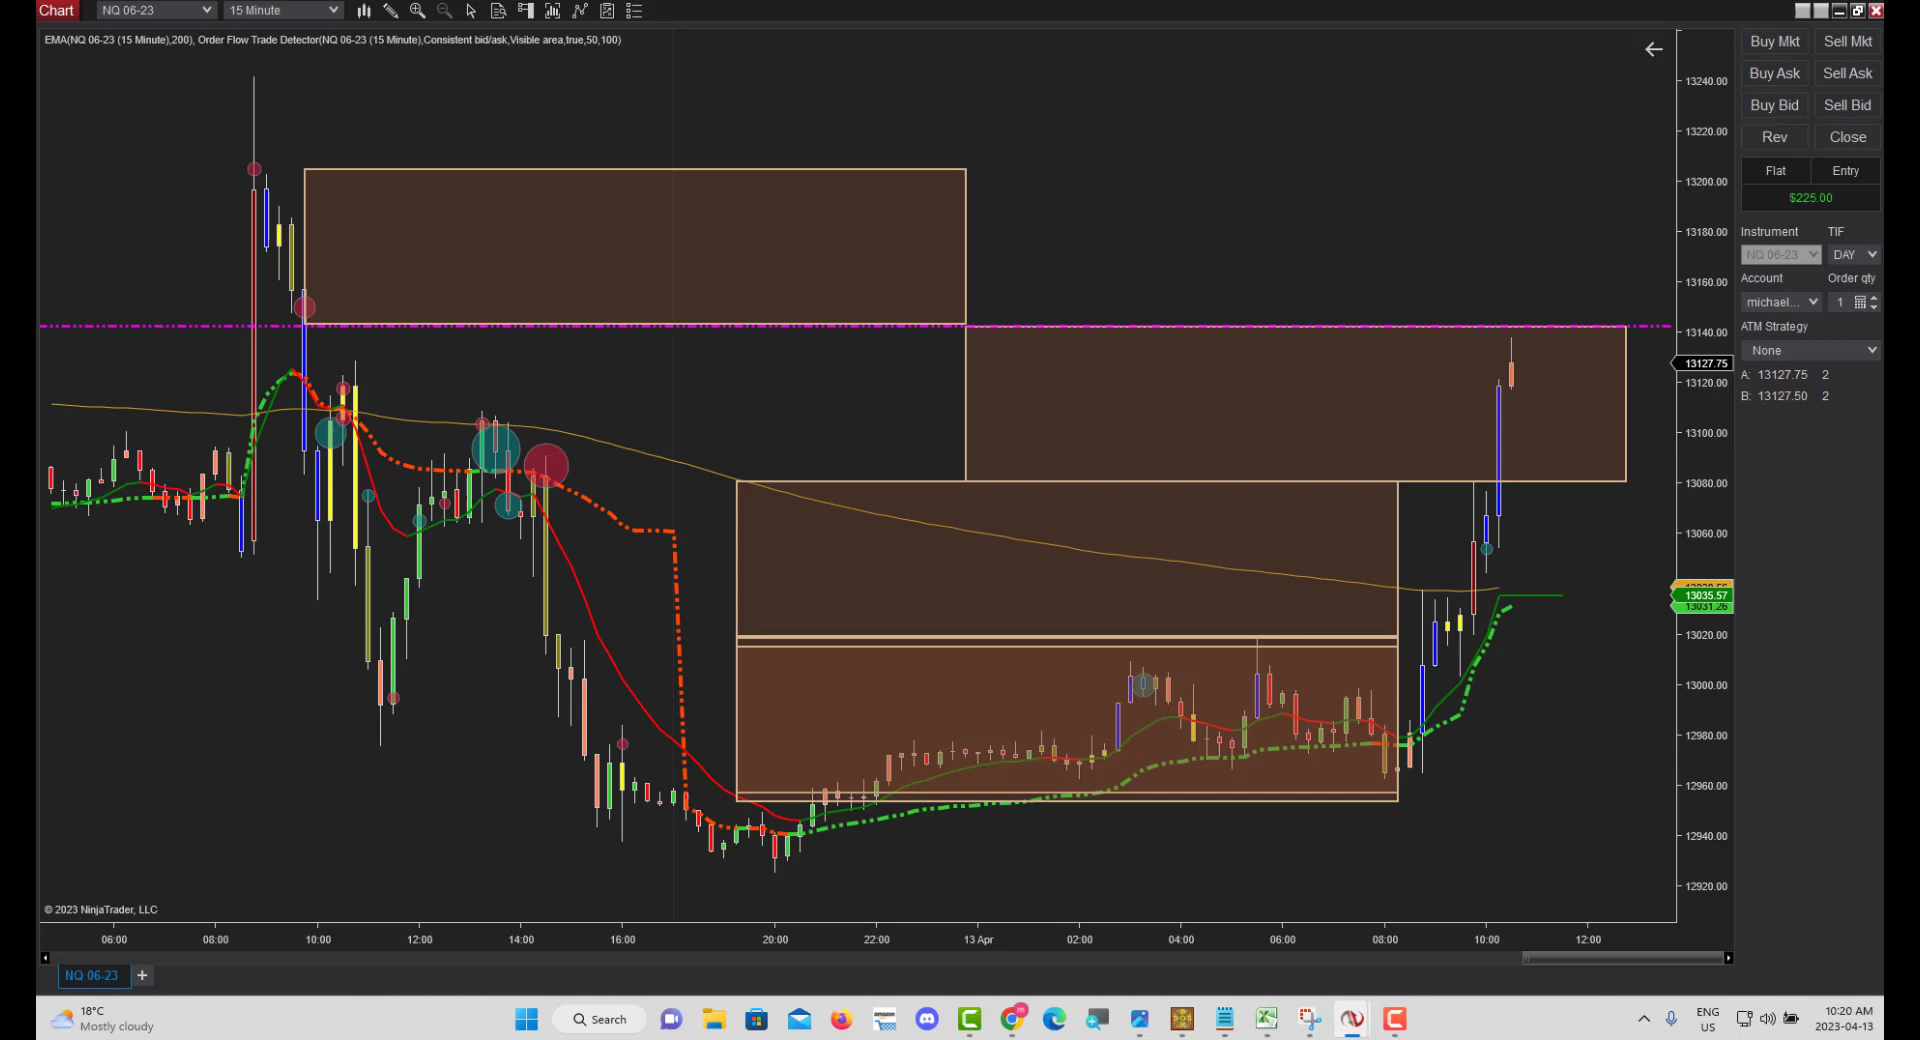 Chart
NQ 06-23
15 Minute
EMA(NQ 06-23 (15 Minute),200), Order Flow Trade Detector(NQ 06-23 (15 Minute),Consistent bid/ask,Visible area,true,50,100)
13240.00
13220.00
13200.00
13180.00
13160.00
13140.00
13127.75
13120.00
13100.00
13080.00
13060.00
13035.57
13031.26
13020.00
13000.00
12980.00
12960.00
12940.00
12920.00
Buy Mkt Sell Mkt
Buy Ask Sell Ask
Buy Bid Sell Bid
Rev Close
Flat Entry
$225.00
Instrument TIF
NQ 06-23 DAY
Account Order qty
michael... 1
ATM Strategy
None
A: 13127.75 2
B: 13127.50 2
© 2023 NinjaTrader, LLC
06:00 08:00 10:00 12:00 14:00 16:00 20:00 22:00 13 Apr 02:00 04:00 06:00 08:00 10:00 12:00
NQ 06-23 +
18°C
Mostly cloudy
Search
ENG
US
10:20 AM
2023-04-13